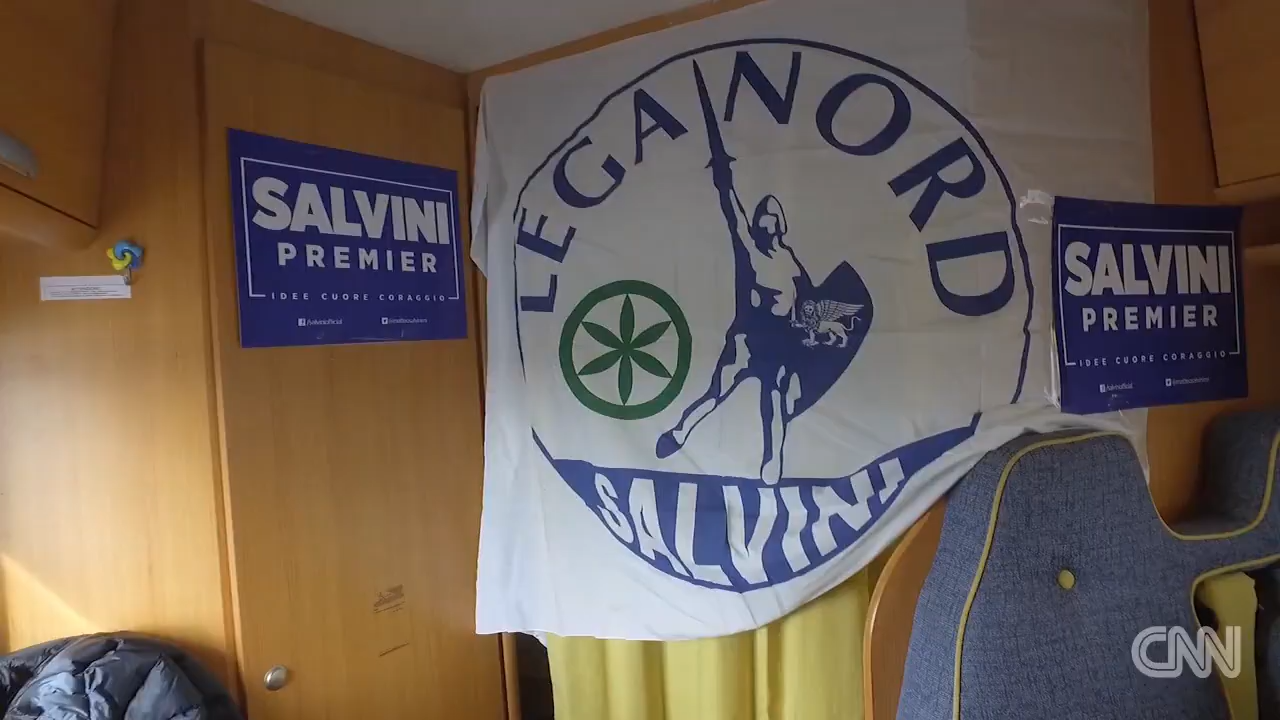 SALVINI
PREMIER
IDEE CUORE CORAGGIO
LEGA NORD
SALVINI
SALVINI
PREMIER
IDEE CUORE CORAGGIO
CNN